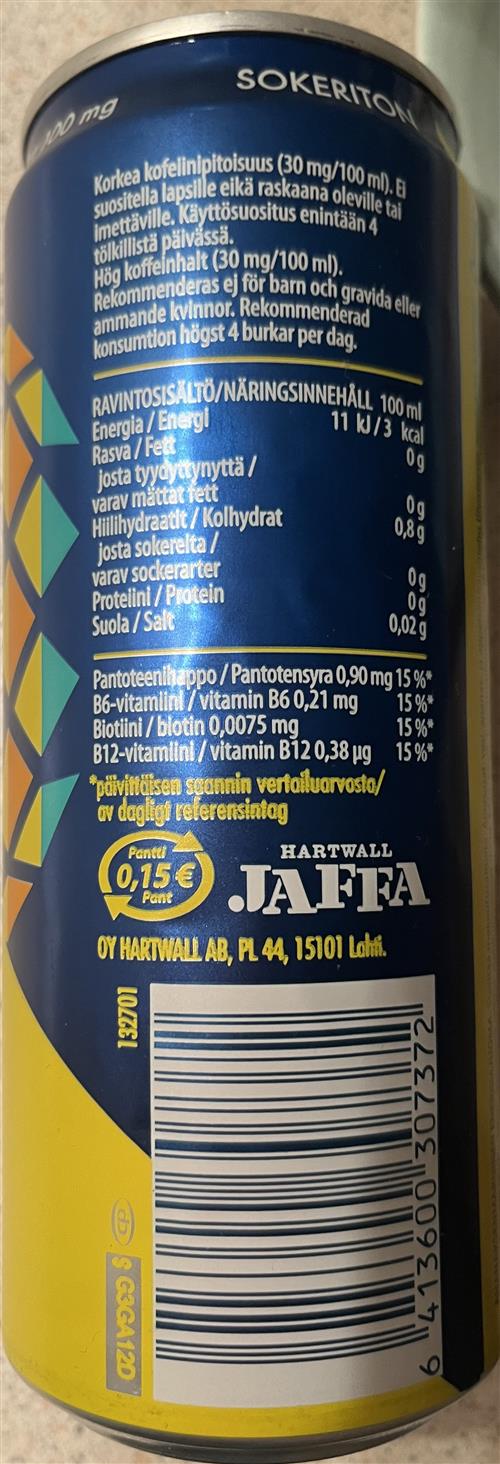 100 mg
SOKERITON
Korkea kofeiinipitoisuus (30 mg/100 ml). Ei
suositella lapsille eikä raskaana oleville tai
imettäville. Käyttösuositus enintään 4
tölkillistä päivässä.
Hög koffeinhalt (30 mg/100 ml).
Rekommenderas ej för barn och gravida eller
ammande kvinnor. Rekommenderad
konsumtion högst 4 burkar per dag.
RAVINTOSISÄLTÖ/NÄRINGSINNEHÅLL 100 ml
Energia / Energi 11 kJ / 3 kcal
Rasva / Fett 0 g
josta tyydyttynyttä /
varav mättat fett 0 g
Hiilihydraatit / Kolhydrat 0,8 g
josta sokereita /
varav sockerarter 0 g
Proteiini / Protein 0 g
Suola / Salt 0,02 g
Pantoteenihappo / Pantotensyra 0,90 mg 15 %*
B6-vitamiini / vitamin B6 0,21 mg 15 %*
Biotiini / biotin 0,0075 mg 15 %*
B12-vitamiini / vitamin B12 0,38 µg 15 %*
*päivittäisen saannin vertailuarvosta/
av dagligt referensintag
Pantti
0,15 €
Pant
HARTWALL
JAFFA
OY HARTWALL AB, PL 44, 15101 Lahti.
132701
6 413600 307372
cb
G3GA12D